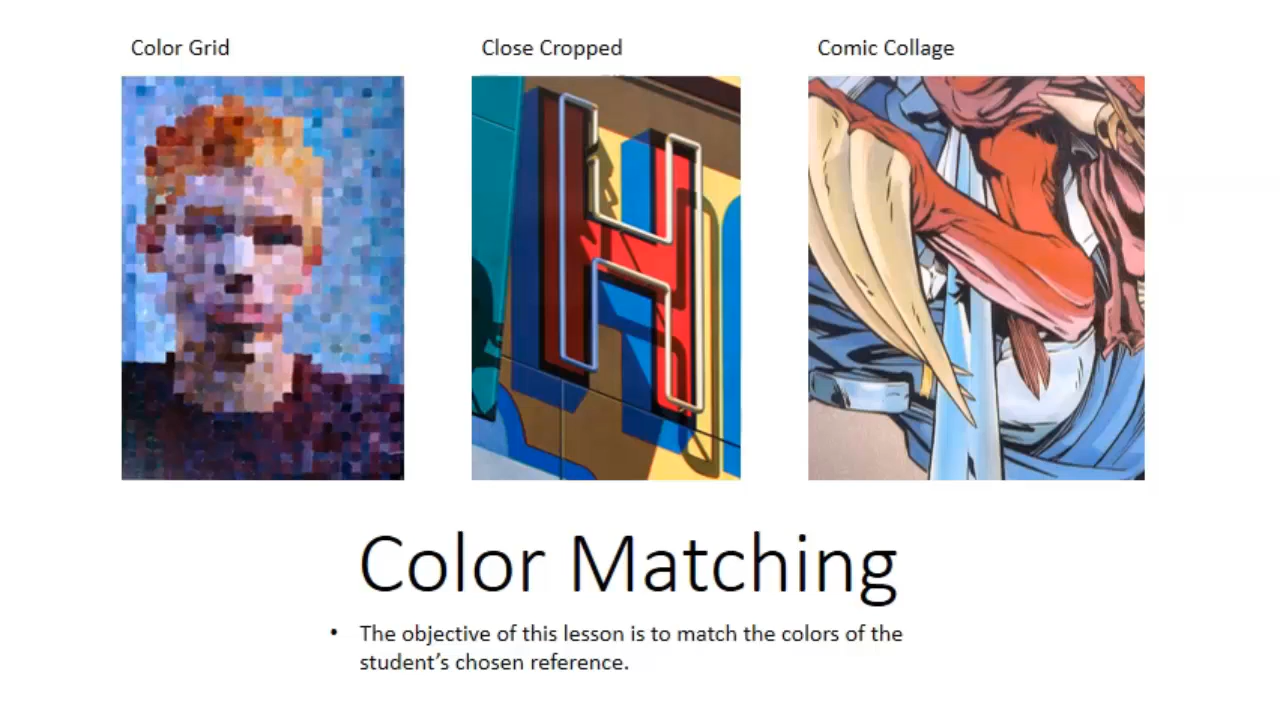 Color Grid
Close Cropped
Comic Collage
H
Color Matching
• The objective of this lesson is to match the colors of the
student’s chosen reference.